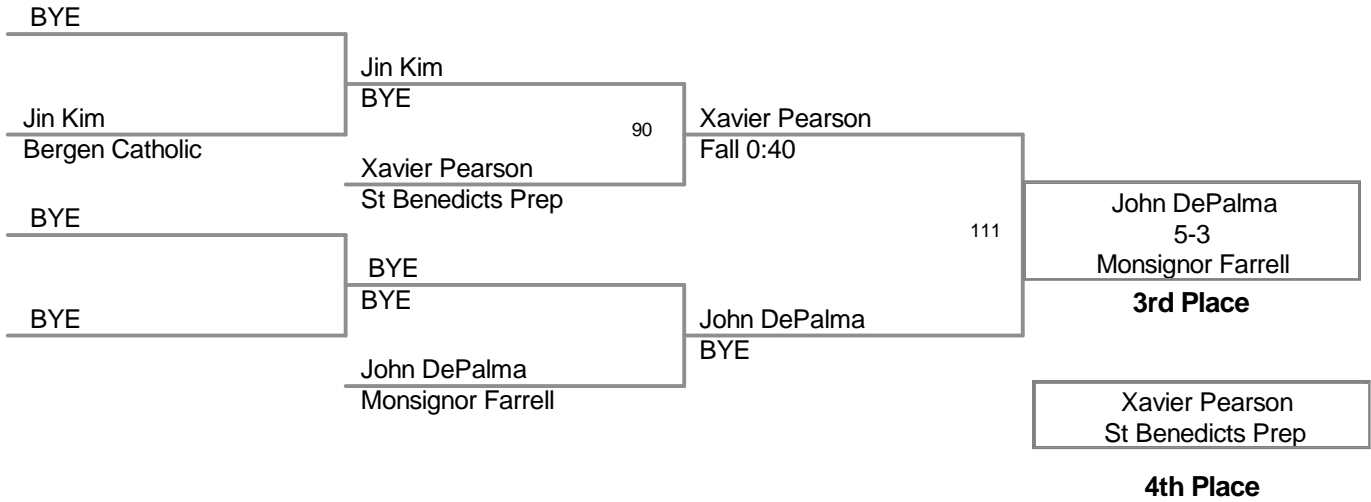 BYE
Jin Kim
BYE
Jin Kim
Bergen Catholic
90
Xavier Pearson
Fall 0:40
Xavier Pearson
St Benedicts Prep
BYE
John DePalma
5-3
Monsignor Farrell
111
BYE
BYE
3rd Place
BYE
John DePalma
BYE
John DePalma
Monsignor Farrell
Xavier Pearson
St Benedicts Prep
4th Place